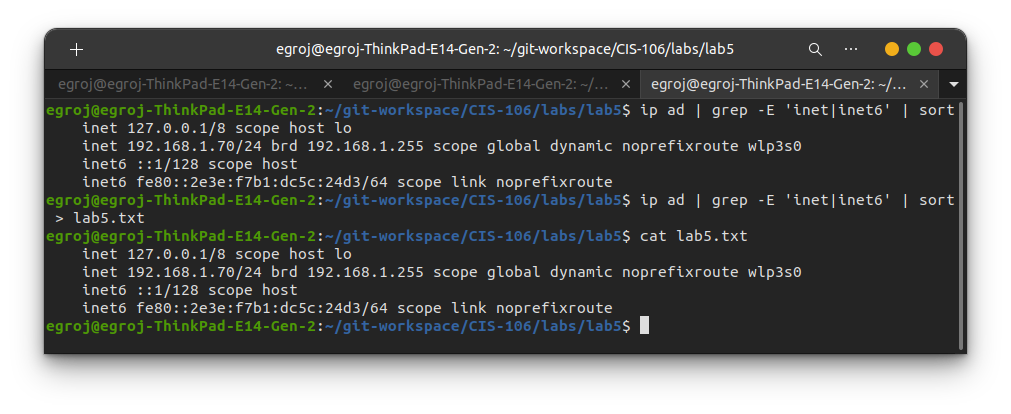 egroj@egroj-ThinkPad-E14-Gen-2: ~/git-workspace/CIS-106/labs/lab5
egroj@egroj-ThinkPad-E14-Gen-2: ~... × egroj@egroj-ThinkPad-E14-Gen-2: ~/... × egroj@egroj-ThinkPad-E14-Gen-2: ~/... ×
egroj@egroj-ThinkPad-E14-Gen-2:~/git-workspace/CIS-106/labs/lab5$ ip ad | grep -E 'inet|inet6' | sort
    inet 127.0.0.1/8 scope host lo
    inet 192.168.1.70/24 brd 192.168.1.255 scope global dynamic noprefixroute wlp3s0
    inet6 ::1/128 scope host
    inet6 fe80::2e3e:f7b1:dc5c:24d3/64 scope link noprefixroute
egroj@egroj-ThinkPad-E14-Gen-2:~/git-workspace/CIS-106/labs/lab5$ ip ad | grep -E 'inet|inet6' | sort
 > lab5.txt
egroj@egroj-ThinkPad-E14-Gen-2:~/git-workspace/CIS-106/labs/lab5$ cat lab5.txt
    inet 127.0.0.1/8 scope host lo
    inet 192.168.1.70/24 brd 192.168.1.255 scope global dynamic noprefixroute wlp3s0
    inet6 ::1/128 scope host
    inet6 fe80::2e3e:f7b1:dc5c:24d3/64 scope link noprefixroute
egroj@egroj-ThinkPad-E14-Gen-2:~/git-workspace/CIS-106/labs/lab5$